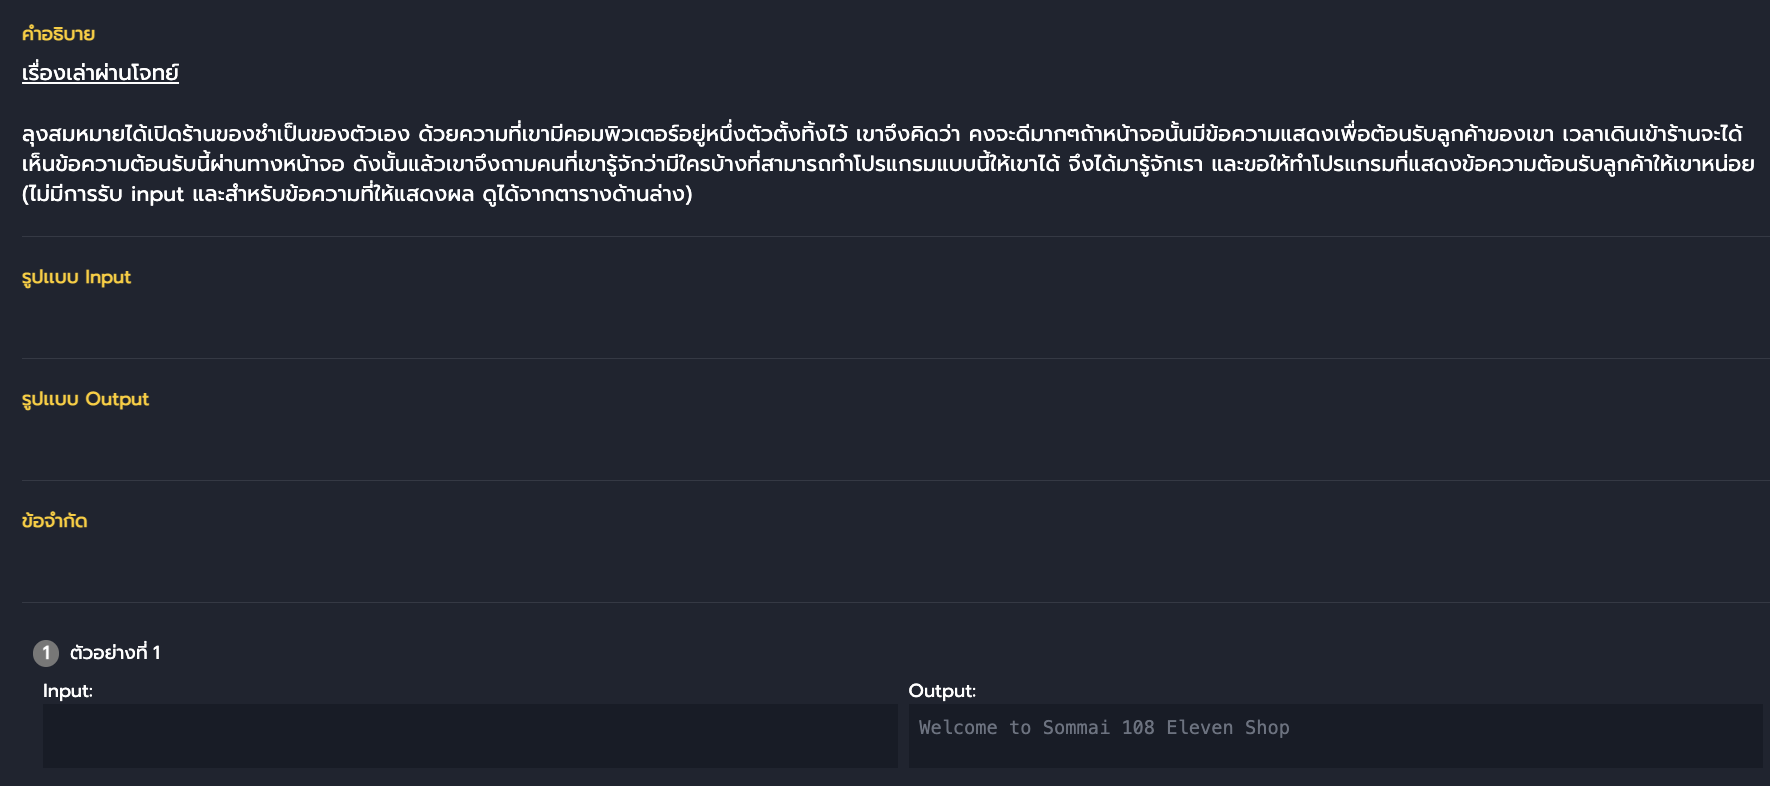 คำอธิบาย
เรื่องเล่าผ่านโจทย์
ลุงสมหมายได้เปิดร้านของชำเป็นของตัวเอง ด้วยความที่เขามีคอมพิวเตอร์อยู่หนึ่งตัวตั้งทิ้งไว้ เขาจึงคิดว่า คงจะดีมากๆถ้าหน้าจอนั้นมีข้อความแสดงเพื่อต้อนรับลูกค้าของเขา เวลาเดินเข้าร้านจะได้
เห็นข้อความต้อนรับนี้ผ่านทางหน้าจอ ดังนั้นแล้วเขาจึงถามคนที่เขารู้จักว่ามีใครบ้างที่สามารถทำโปรแกรมแบบนี้ให้เขาได้ จึงได้มารู้จักเรา และขอให้ทำโปรแกรมที่แสดงข้อความต้อนรับลูกค้าให้เขาหน่อย
(ไม่มีการรับ input และสำหรับข้อความที่ให้แสดงผล ดูได้จากตารางด้านล่าง)
รูปแบบ Input
รูปแบบ Output
ข้อจำกัด
1 ตัวอย่างที่ 1
Input:
Output:
Welcome to Sommai 108 Eleven Shop